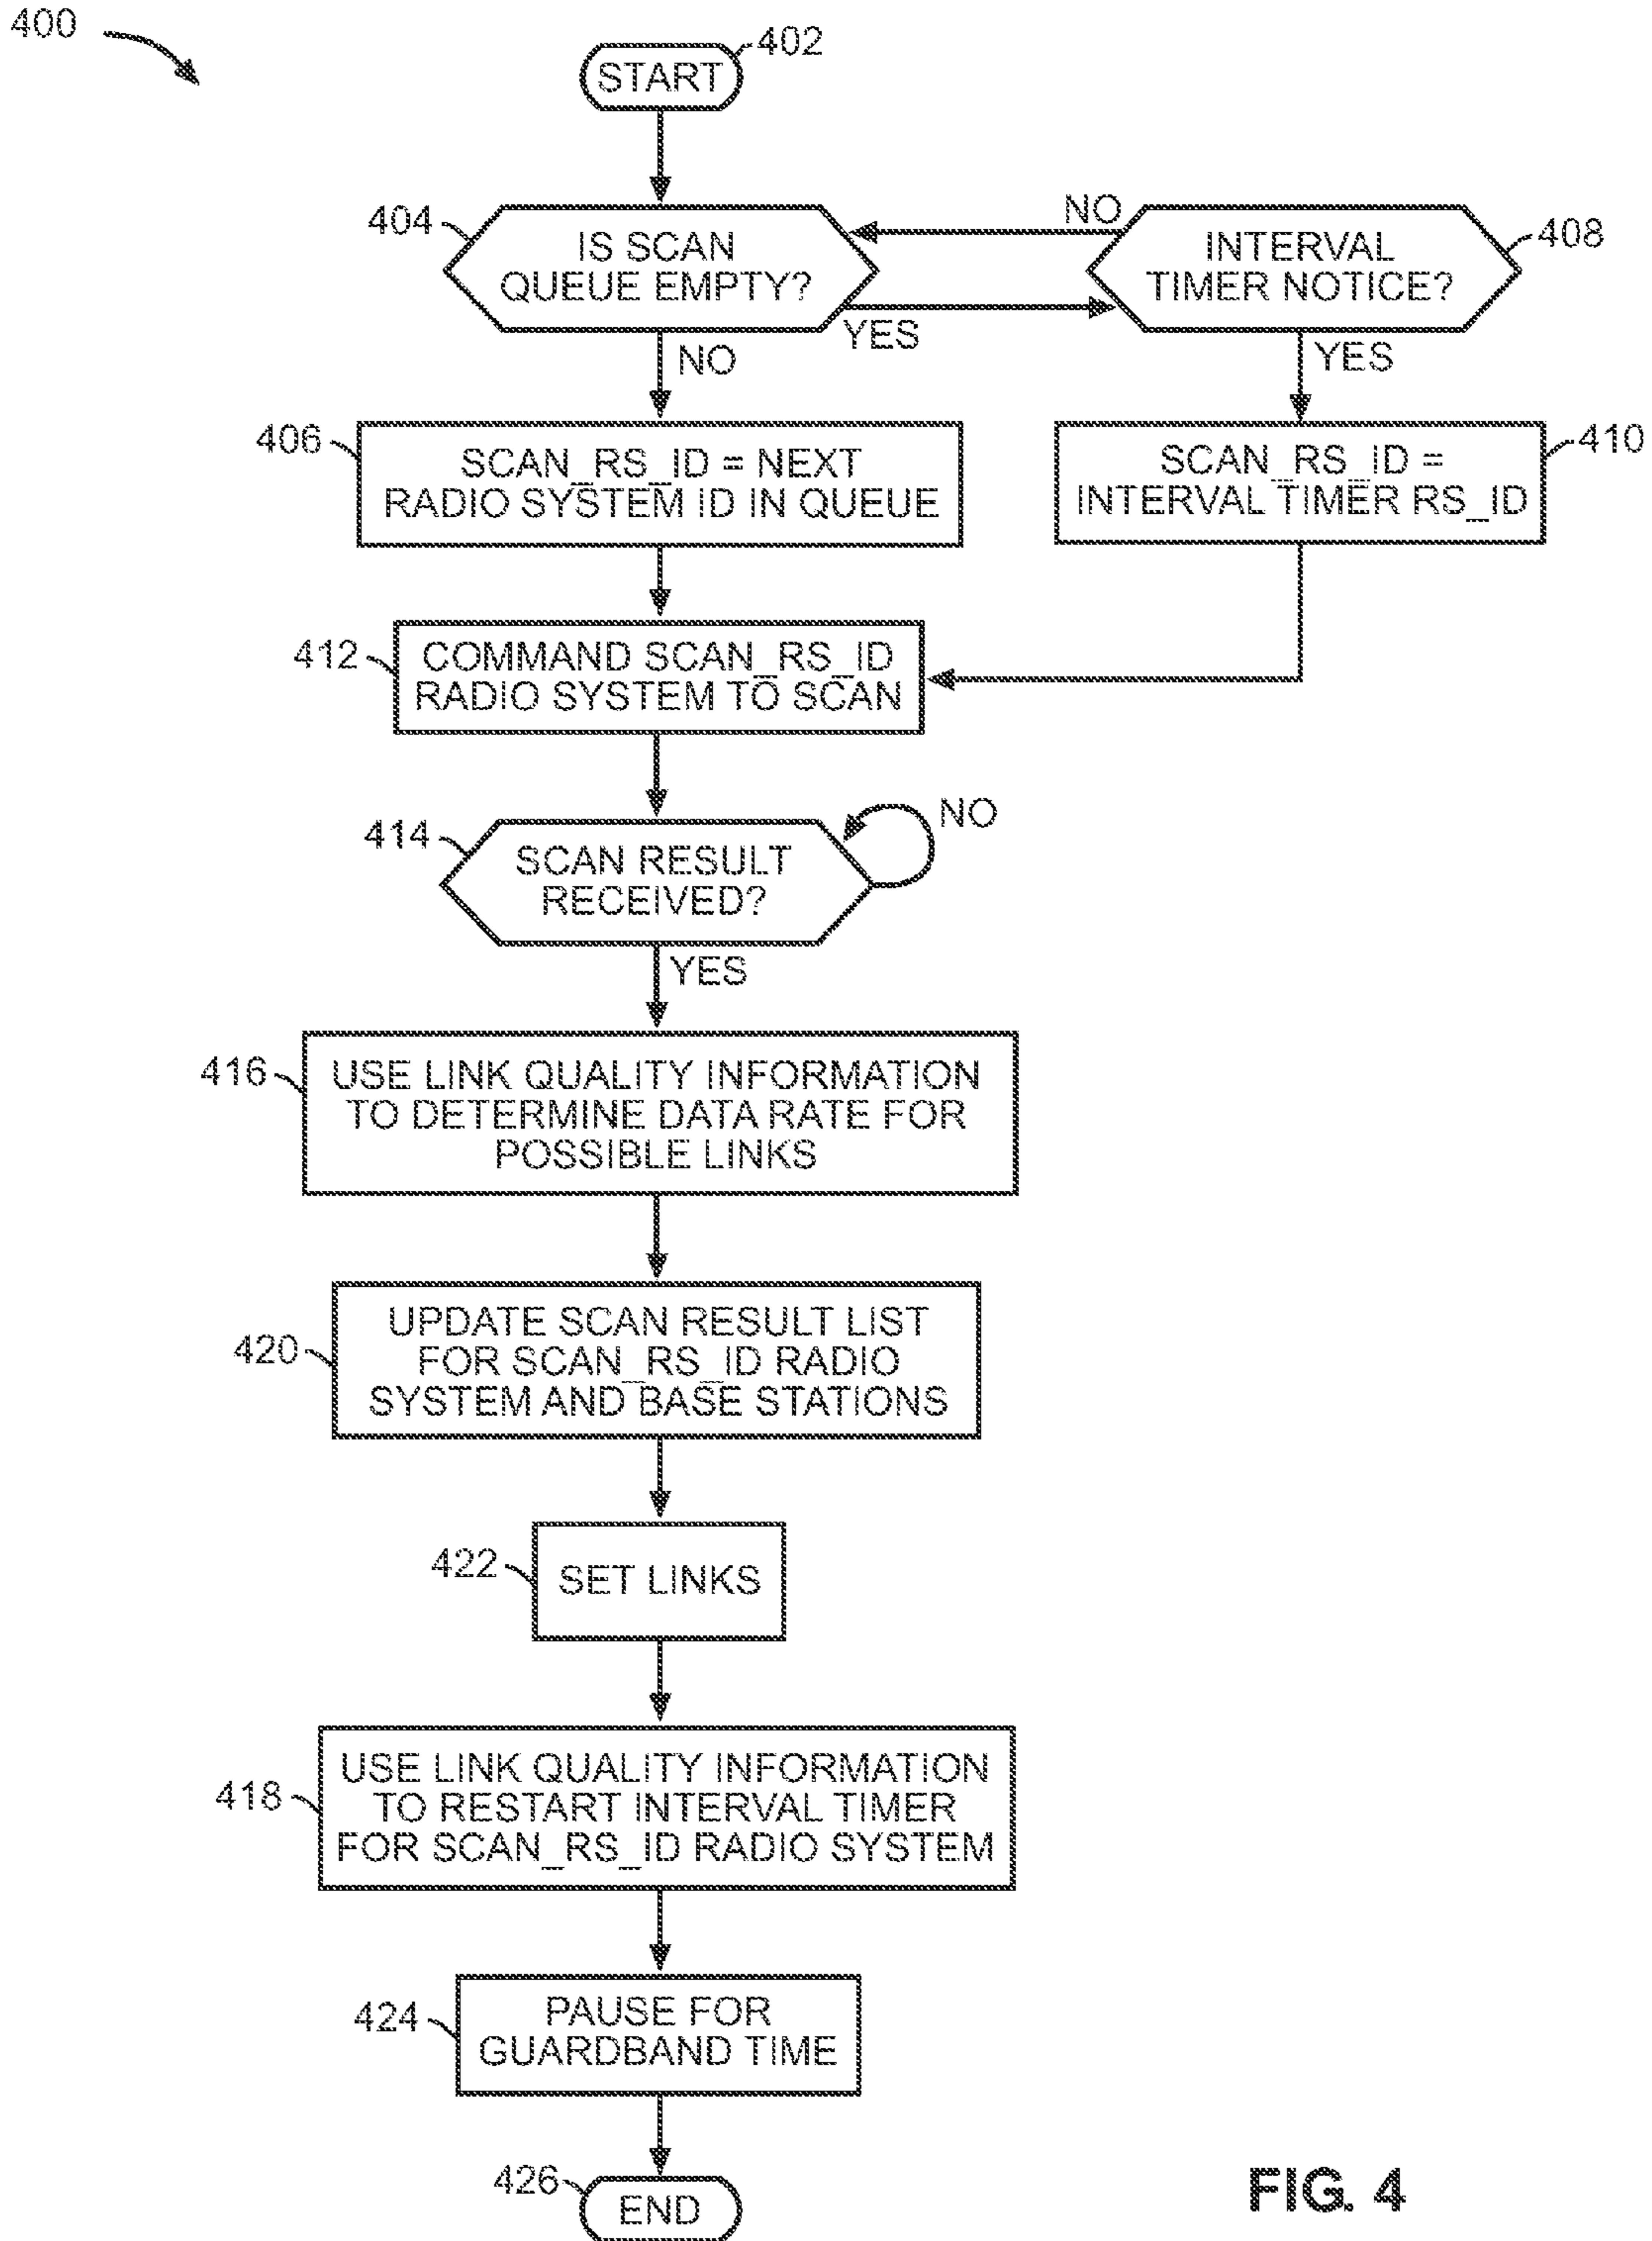 400
402
START
404
IS SCAN
QUEUE EMPTY?
NO
YES
408
INTERVAL
TIMER NOTICE?
NO
YES
406
SCAN_RS_ID = NEXT
RADIO SYSTEM ID IN QUEUE
410
SCAN_RS_ID =
INTERVAL TIMER RS_ID
412
COMMAND SCAN_RS_ID
RADIO SYSTEM TO SCAN
414
SCAN RESULT
RECEIVED?
NO
YES
416
USE LINK QUALITY INFORMATION
TO DETERMINE DATA RATE FOR
POSSIBLE LINKS
420
UPDATE SCAN RESULT LIST
FOR SCAN_RS_ID RADIO
SYSTEM AND BASE STATIONS
422
SET LINKS
418
USE LINK QUALITY INFORMATION
TO RESTART INTERVAL TIMER
FOR SCAN_RS_ID RADIO SYSTEM
424
PAUSE FOR
GUARDBAND TIME
426
END
FIG. 4